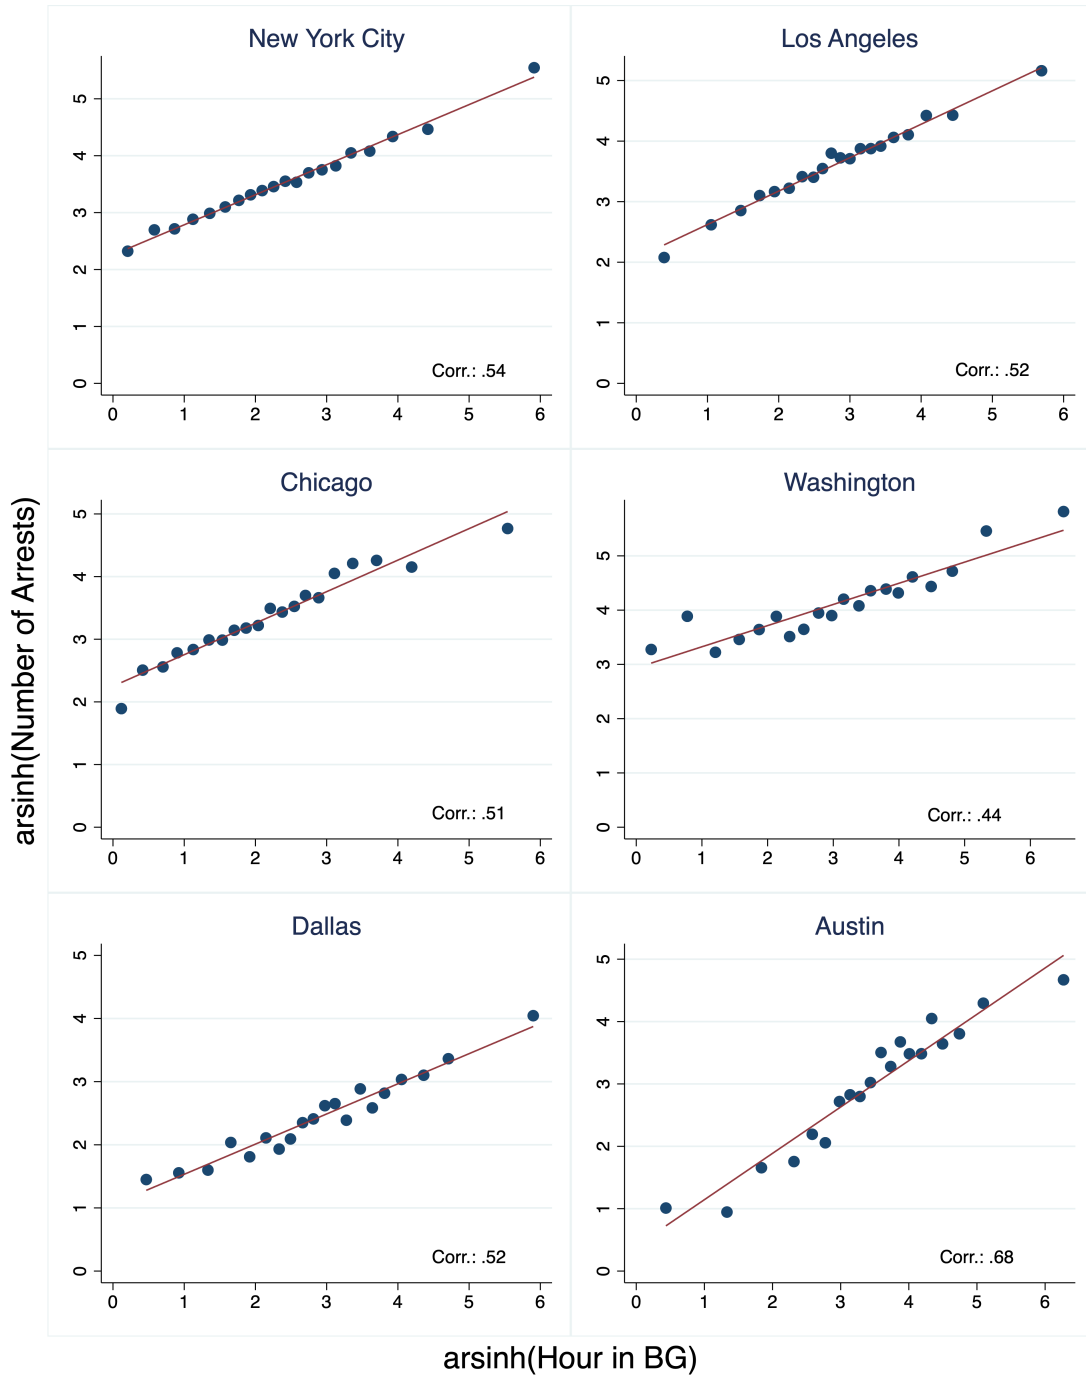 New York City
5
4
3
2
1
0
0 1 2 3 4 5 6
Corr.: .54
Los Angeles
5
4
3
2
1
0
0 1 2 3 4 5 6
Corr.: .52
Chicago
5
4
3
2
1
0
0 1 2 3 4 5 6
Corr.: .51
Washington
5
4
3
2
1
0
0 1 2 3 4 5 6
Corr.: .44
Dallas
5
4
3
2
1
0
0 1 2 3 4 5 6
Corr.: .52
Austin
5
4
3
2
1
0
0 1 2 3 4 5 6
Corr.: .68
arsinh(Number of Arrests)
arsinh(Hour in BG)